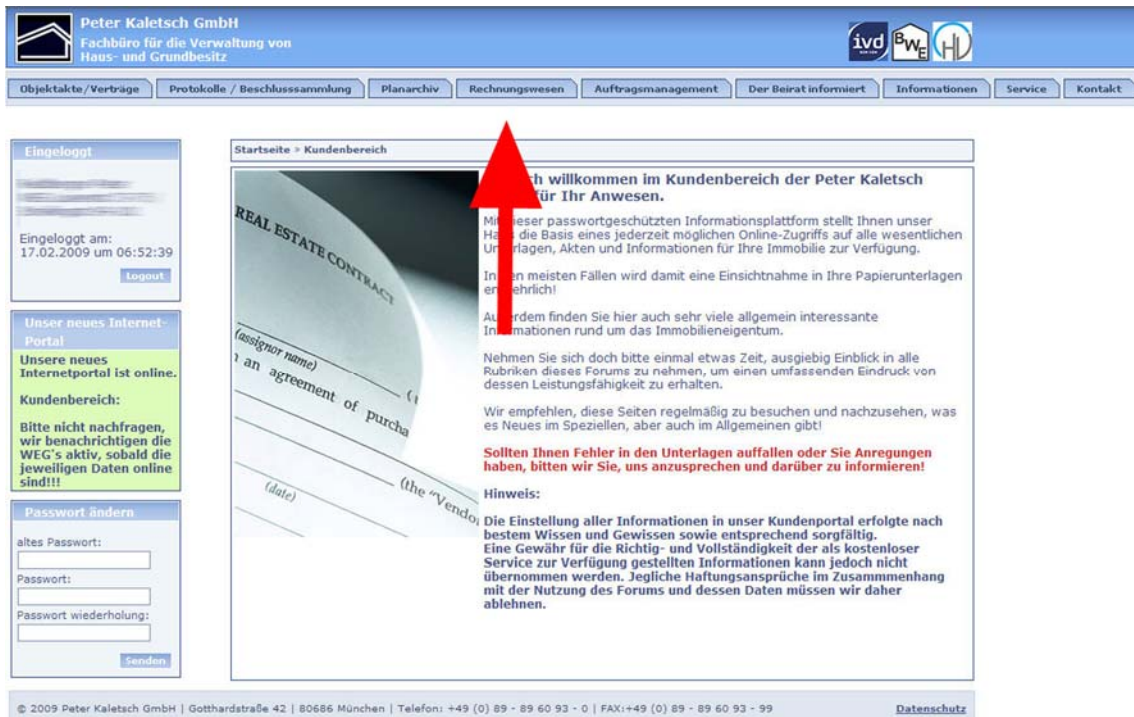 Peter Kaletsch GmbH
Fachbüro für die Verwaltung von
Haus- und Grundbesitz
ivd
BWE
HV
Objektakte/Verträge
Protokolle / Beschlusssammlung
Planarchiv
Rechnungswesen
Auftragsmanagement
Der Beirat informiert
Informationen
Service
Kontakt
Eingeloggt
Eingeloggt am:
17.02.2009 um 06:52:39
Logout
Unser neues Internet-
Portal
Unsere neues
Internetportal ist online.
Kundenbereich:
Bitte nicht nachfragen,
wir benachrichtigen die
WEG's aktiv, sobald die
jeweiligen Daten online
sind!!!
Passwort ändern
altes Passwort:
Passwort:
Passwort wiederholung:
Senden
Startseite » Kundenbereich
REAL ESTATE CONTRACT
(assignor name)
an agreement of purcha
(the "Vendo
(date)
willkommen im Kundenbereich der Peter Kaletsch
für Ihr Anwesen.
dieser passwortgeschützten Informationsplattform stellt Ihnen unser
die Basis eines jederzeit möglichen Online-Zugriffs auf alle wesentlichen
Akten und Informationen für Ihre Immobilie zur Verfügung.
meisten Fällen wird damit eine Einsichtnahme in Ihre Papierunterlagen
finden Sie hier auch sehr viele allgemein interessante
rund um das Immobilieneigentum.
Nehmen Sie sich doch bitte einmal etwas Zeit, ausgiebig Einblick in alle
Rubriken dieses Forums zu nehmen, um einen umfassenden Eindruck von
dessen Leistungsfähigkeit zu erhalten.
Wir empfehlen, diese Seiten regelmäßig zu besuchen und nachzusehen, was
es Neues im Speziellen, aber auch im Allgemeinen gibt!
Sollten Ihnen Fehler in den Unterlagen auffallen oder Sie Anregungen
haben, bitten wir Sie, uns anzusprechen und darüber zu informieren!
Hinweis:
Die Einstellung aller Informationen in unser Kundenportal erfolgte nach
bestem Wissen und Gewissen sowie entsprechend sorgfältig.
Eine Gewähr für die Richtig- und Vollständigkeit der als kostenloser
Service zur Verfügung gestellten Informationen kann jedoch nicht
übernommen werden. Jegliche Haftungsansprüche im Zusammmenhang
mit der Nutzung des Forums und dessen Daten müssen wir daher
ablehnen.
© 2009 Peter Kaletsch GmbH | Gotthardstraße 42 | 80686 München | Telefon: +49 (0) 89 - 89 60 93 - 0 | FAX:+49 (0) 89 - 89 60 93 - 99
Datenschutz